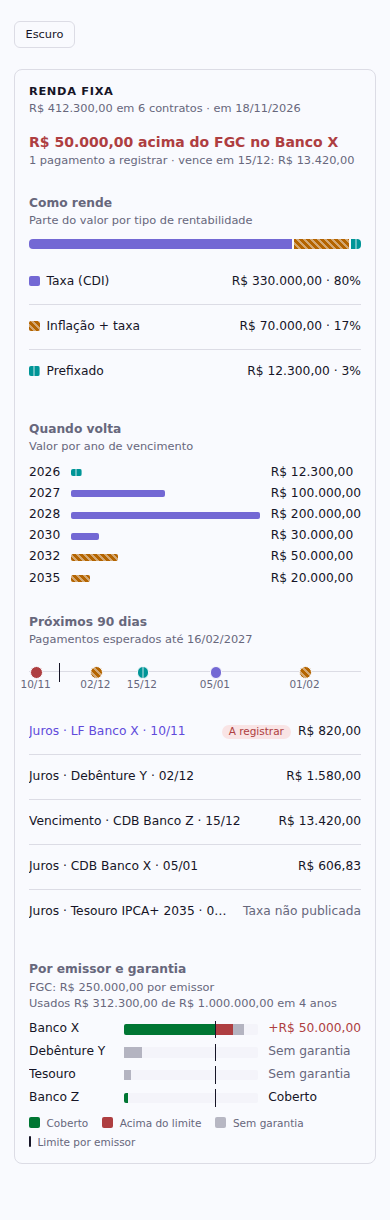 Escuro
RENDA FIXA
R$ 412.300,00 em 6 contratos · em 18/11/2026
R$ 50.000,00 acima do FGC no Banco X
1 pagamento a registrar · vence em 15/12: R$ 13.420,00
Como rende
Parte do valor por tipo de rentabilidade
Taxa (CDI) R$ 330.000,00 · 80%
Inflação + taxa R$ 70.000,00 · 17%
Prefixado R$ 12.300,00 · 3%
Quando volta
Valor por ano de vencimento
2026 R$ 12.300,00
2027 R$ 100.000,00
2028 R$ 200.000,00
2030 R$ 30.000,00
2032 R$ 50.000,00
2035 R$ 20.000,00
Próximos 90 dias
Pagamentos esperados até 16/02/2027
10/11 02/12 15/12 05/01 01/02
Juros · LF Banco X · 10/11 A registrar R$ 820,00
Juros · Debênture Y · 02/12 R$ 1.580,00
Vencimento · CDB Banco Z · 15/12 R$ 13.420,00
Juros · CDB Banco X · 05/01 R$ 606,83
Juros · Tesouro IPCA+ 2035 · 0... Taxa não publicada
Por emissor e garantia
FGC: R$ 250.000,00 por emissor
Usados R$ 312.300,00 de R$ 1.000.000,00 em 4 anos
Banco X +R$ 50.000,00
Debênture Y Sem garantia
Tesouro Sem garantia
Banco Z Coberto
Coberto Acima do limite Sem garantia
Limite por emissor